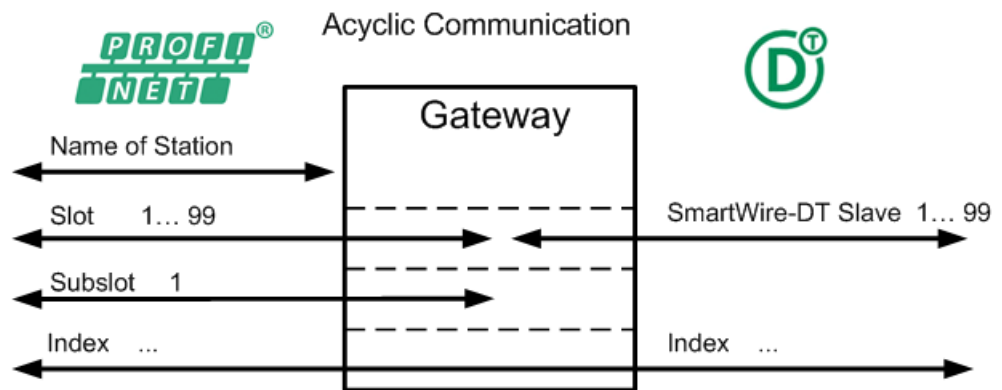 Acyclic Communication
PROFI®
NET
DT
Gateway
Name of Station
Slot 1... 99
SmartWire-DT Slave 1... 99
Subslot 1
Index ...
Index ...